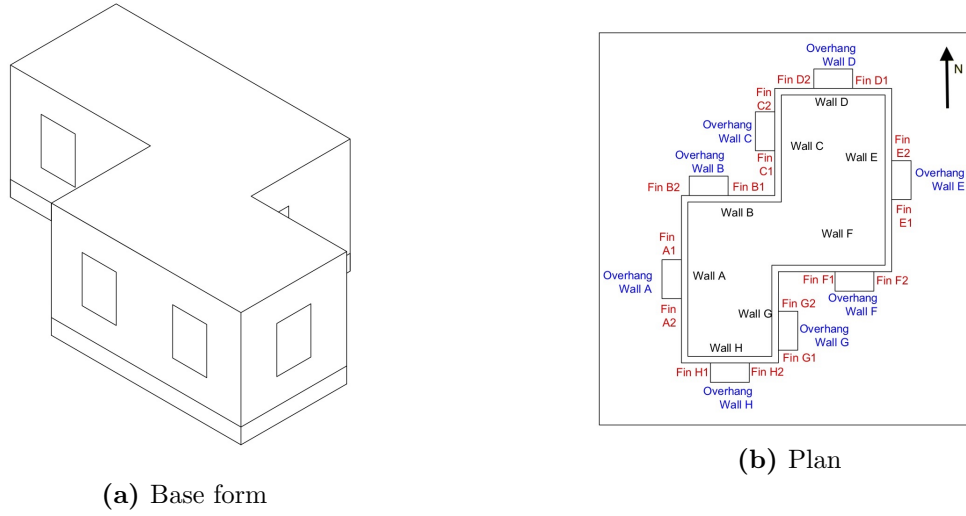 Overhang
Wall D
Fin D2
Fin D1
N
Fin
C2
Wall D
Overhang
Wall C
Wall C
Fin
E2
Fin
C1
Wall E
Overhang
Wall B
Overhang
Wall E
Fin B2
Fin B1
Wall B
Fin
E1
Fin
A1
Wall F
Overhang
Wall A
Wall A
Fin F1
Fin F2
Overhang
Wall F
Fin
A2
Wall G
Fin G2
Overhang
Wall G
Wall H
Fin G1
Fin H1
Fin H2
Overhang
Wall H
(b) Plan
(a) Base form